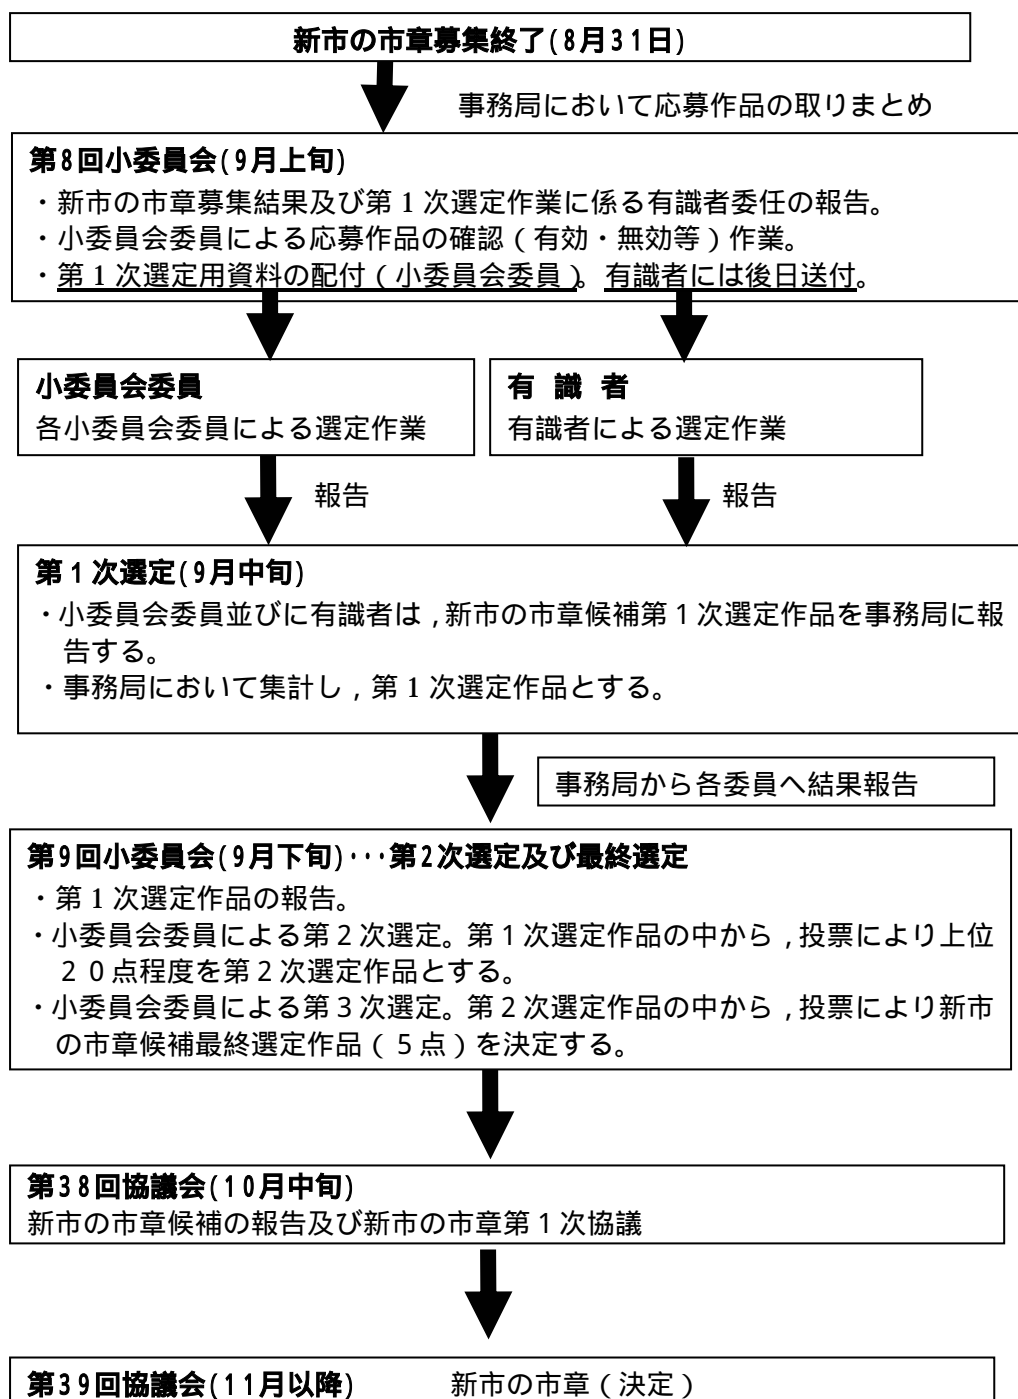 新市の市章募集終了(8月31日)
事務局において応募作品の取りまとめ
第8回小委員会(9月上旬)
・新市の市章募集結果及び第1次選定作業に係る有識者委任の報告。
・小委員会委員による応募作品の確認(有効・無効等)作業。
・第1次選定用資料の配付(小委員会委員)。有識者には後日送付。
小委員会委員
各小委員会委員による選定作業
有 識 者
有識者による選定作業
報告
報告
第1次選定(9月中旬)
・小委員会委員並びに有識者は,新市の市章候補第1次選定作品を事務局に報
告する。
・事務局において集計し,第1次選定作品とする。
事務局から各委員へ結果報告
第9回小委員会(9月下旬)…第2次選定及び最終選定
・第1次選定作品の報告。
・小委員会委員による第2次選定。第1次選定作品の中から,投票により上位
20点程度を第2次選定作品とする。
・小委員会委員による第3次選定。第2次選定作品の中から,投票により新市
の市章候補最終選定作品(5点)を決定する。
第38回協議会(10月中旬)
新市の市章候補の報告及び新市の市章第1次協議
第39回協議会(11月以降) 新市の市章(決定)